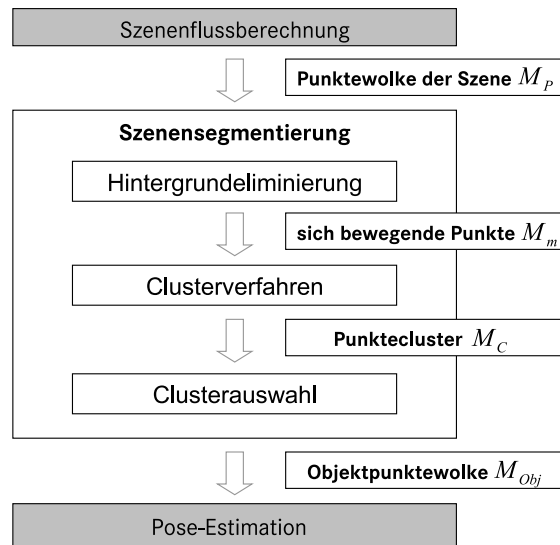 Szenenflussberechnung
Punktewolke der Szene M_P
Szenensegmentierung
Hintergrundeliminierung
sich bewegende Punkte M_m
Clusterverfahren
Punktecluster M_C
Clusterauswahl
Objektpunktewolke M_Obj
Pose-Estimation